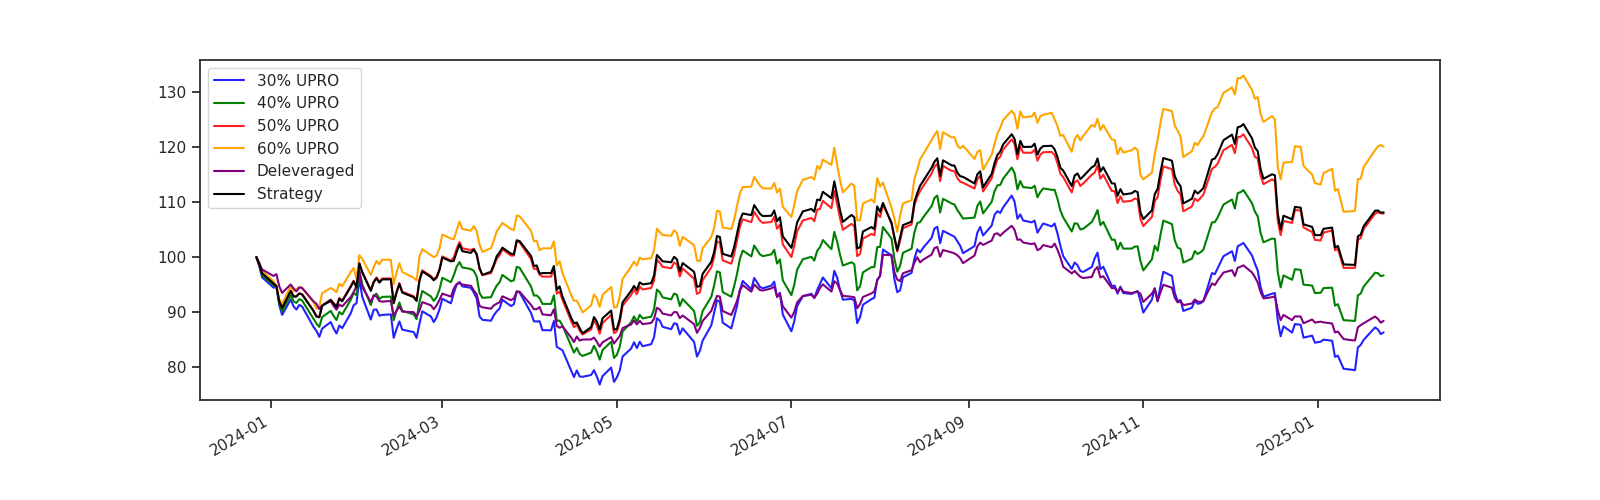 30% UPRO
40% UPRO
50% UPRO
60% UPRO
Deleveraged
Strategy
130
120
110
100
90
80
2024-01
2024-03
2024-05
2024-07
2024-09
2024-11
2025-01